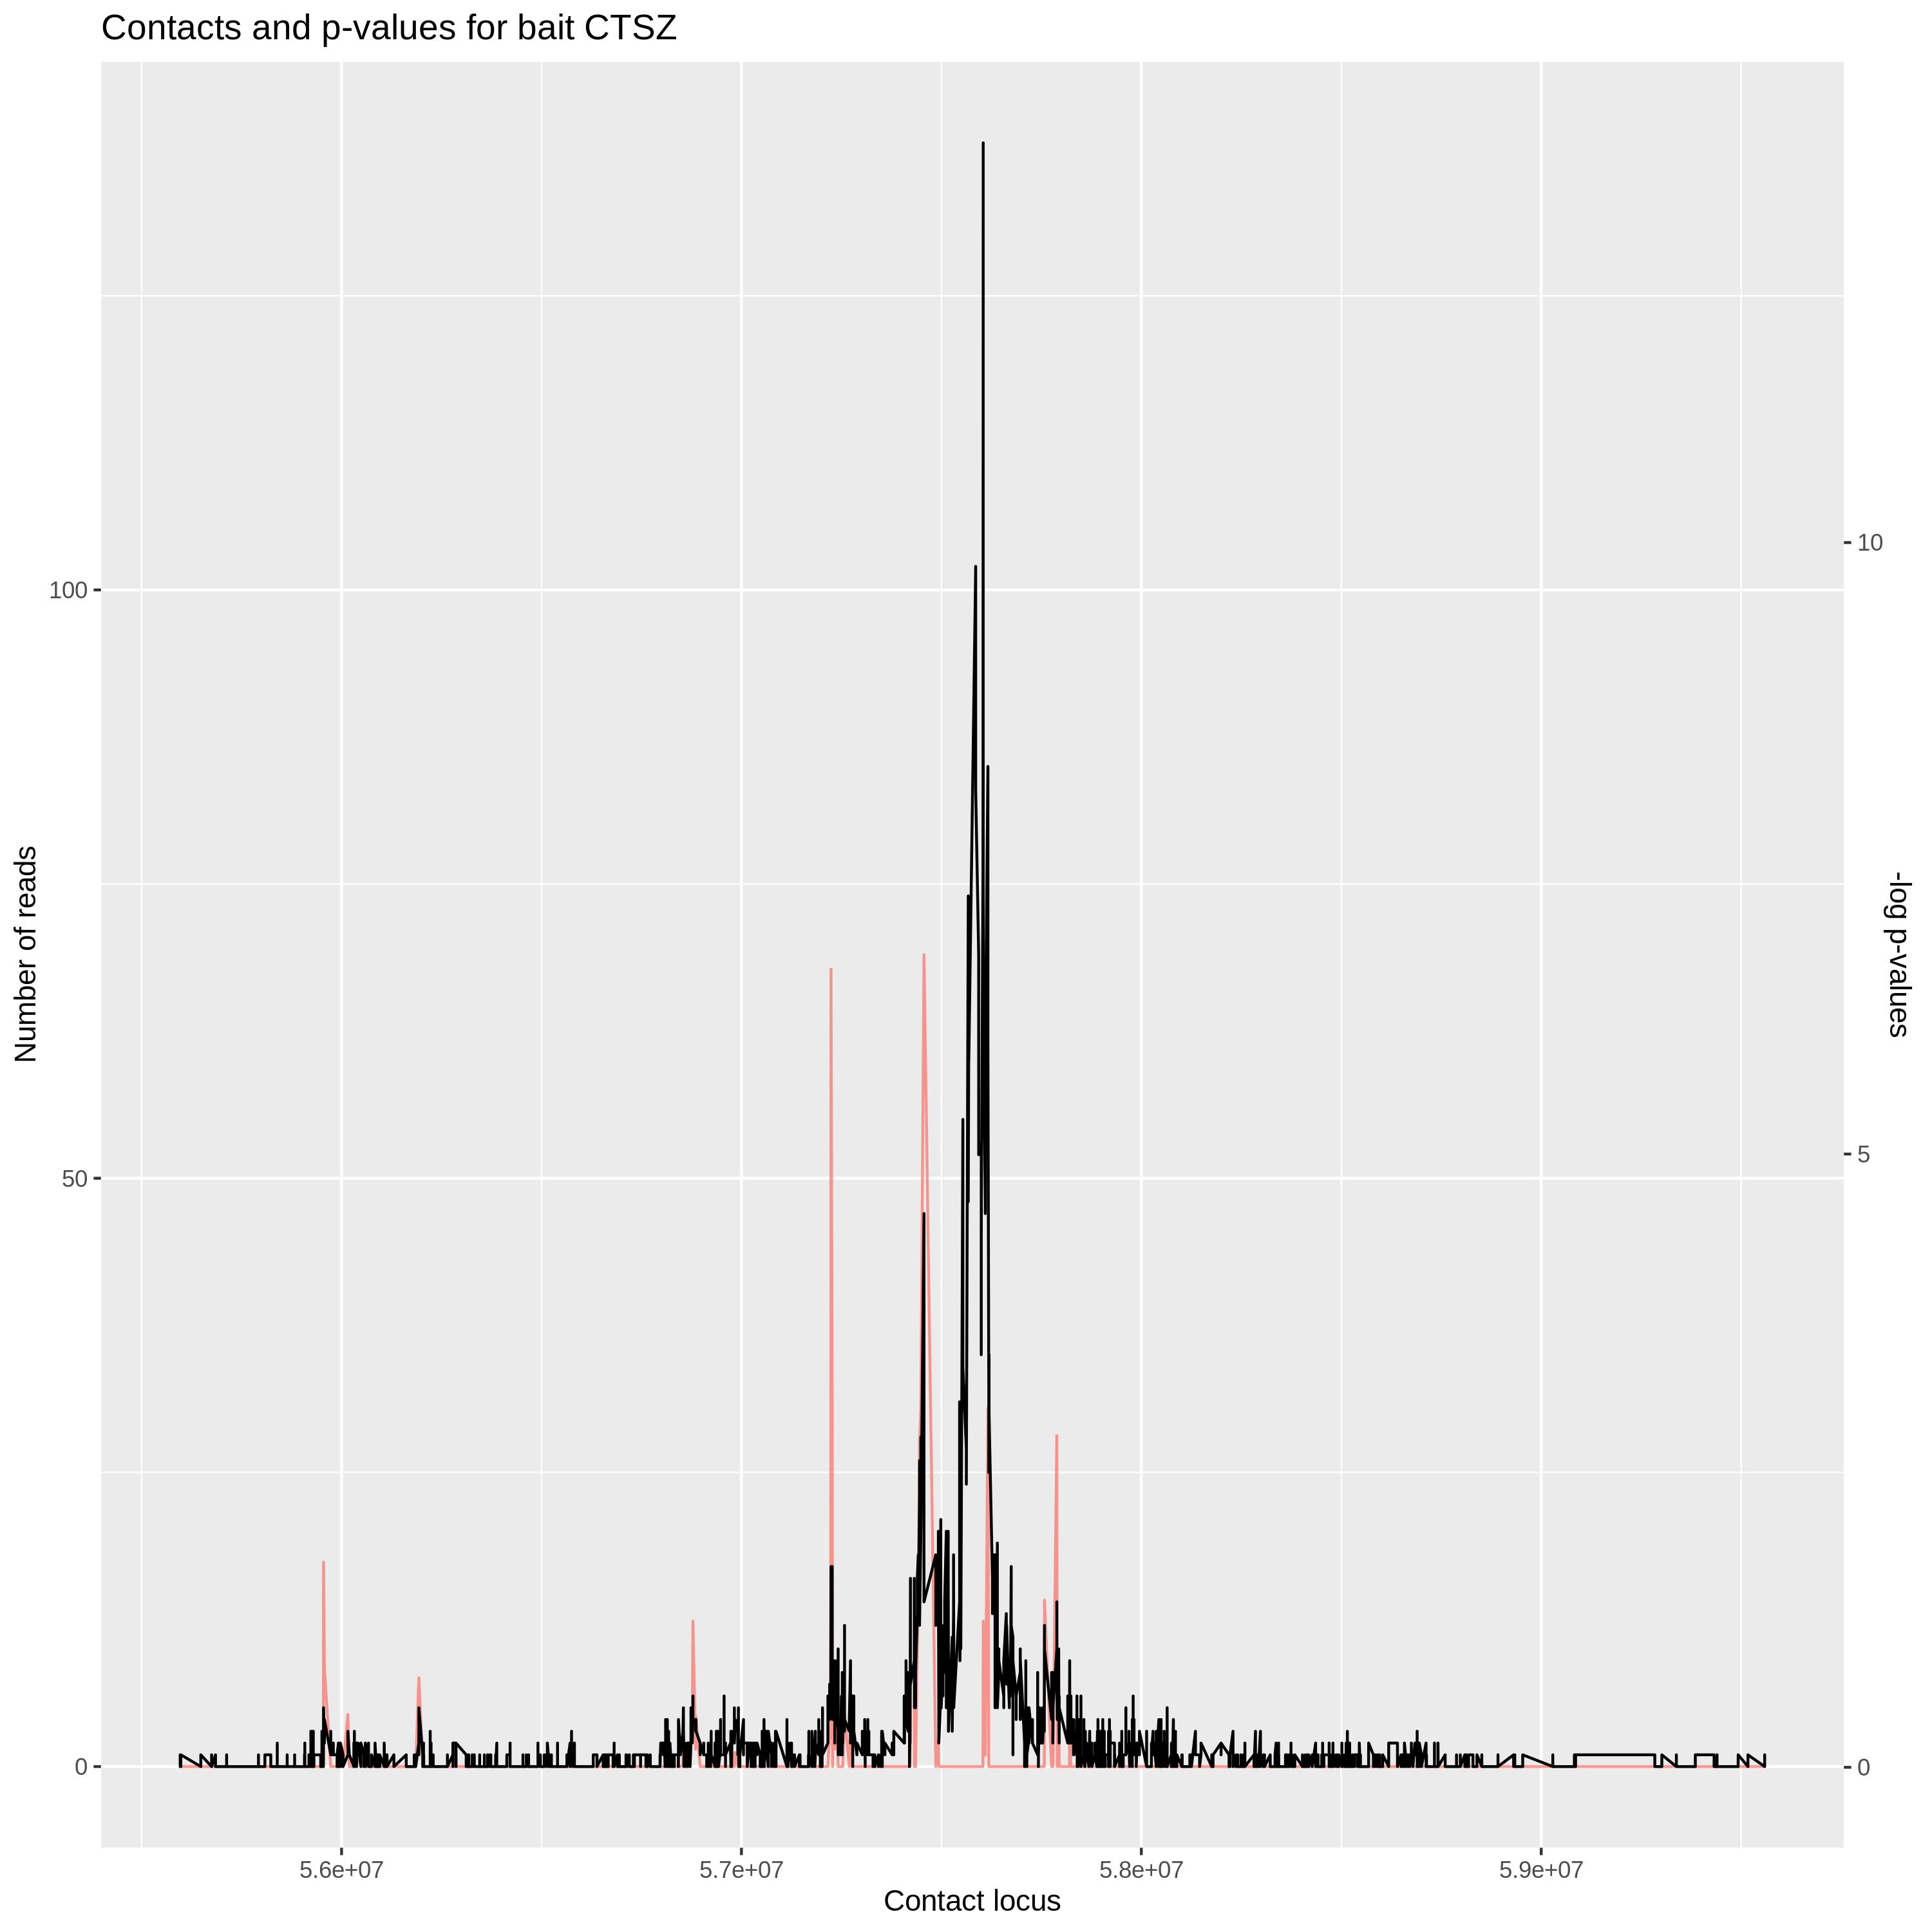 Contacts and p-values for bait CTSZ
Number of reads
100
50
0
10
5
0
-log p-values
5.6e+07
5.7e+07
5.8e+07
5.9e+07
Contact locus